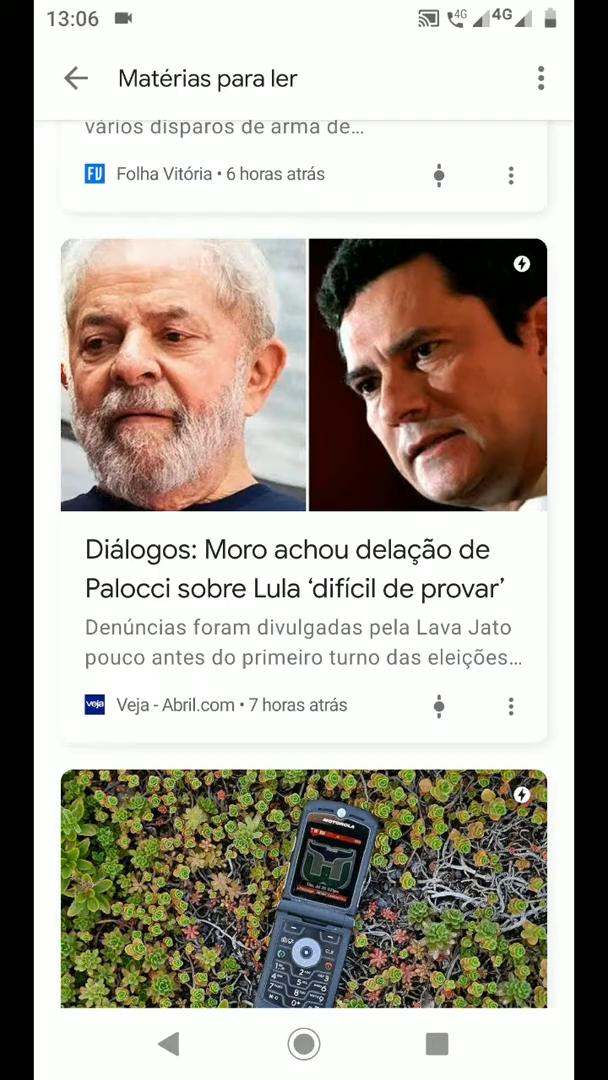 13:06 4G 4G
Matérias para ler
vários disparos de arma de…
FV Folha Vitória • 6 horas atrás
Diálogos: Moro achou delação de
Palocci sobre Lula ‘difícil de provar’
Denúncias foram divulgadas pela Lava Jato
pouco antes do primeiro turno das eleições…
veja Veja - Abril.com • 7 horas atrás
MOTOROLA